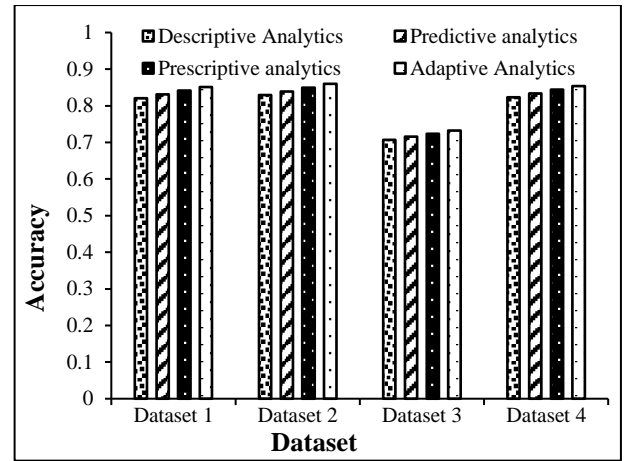 1
0.9
0.8
0.7
0.6
0.5
0.4
0.3
0.2
0.1
0
Accuracy
Descriptive Analytics
Predictive analytics
Prescriptive analytics
Adaptive Analytics
Dataset 1
Dataset 2
Dataset 3
Dataset 4
Dataset